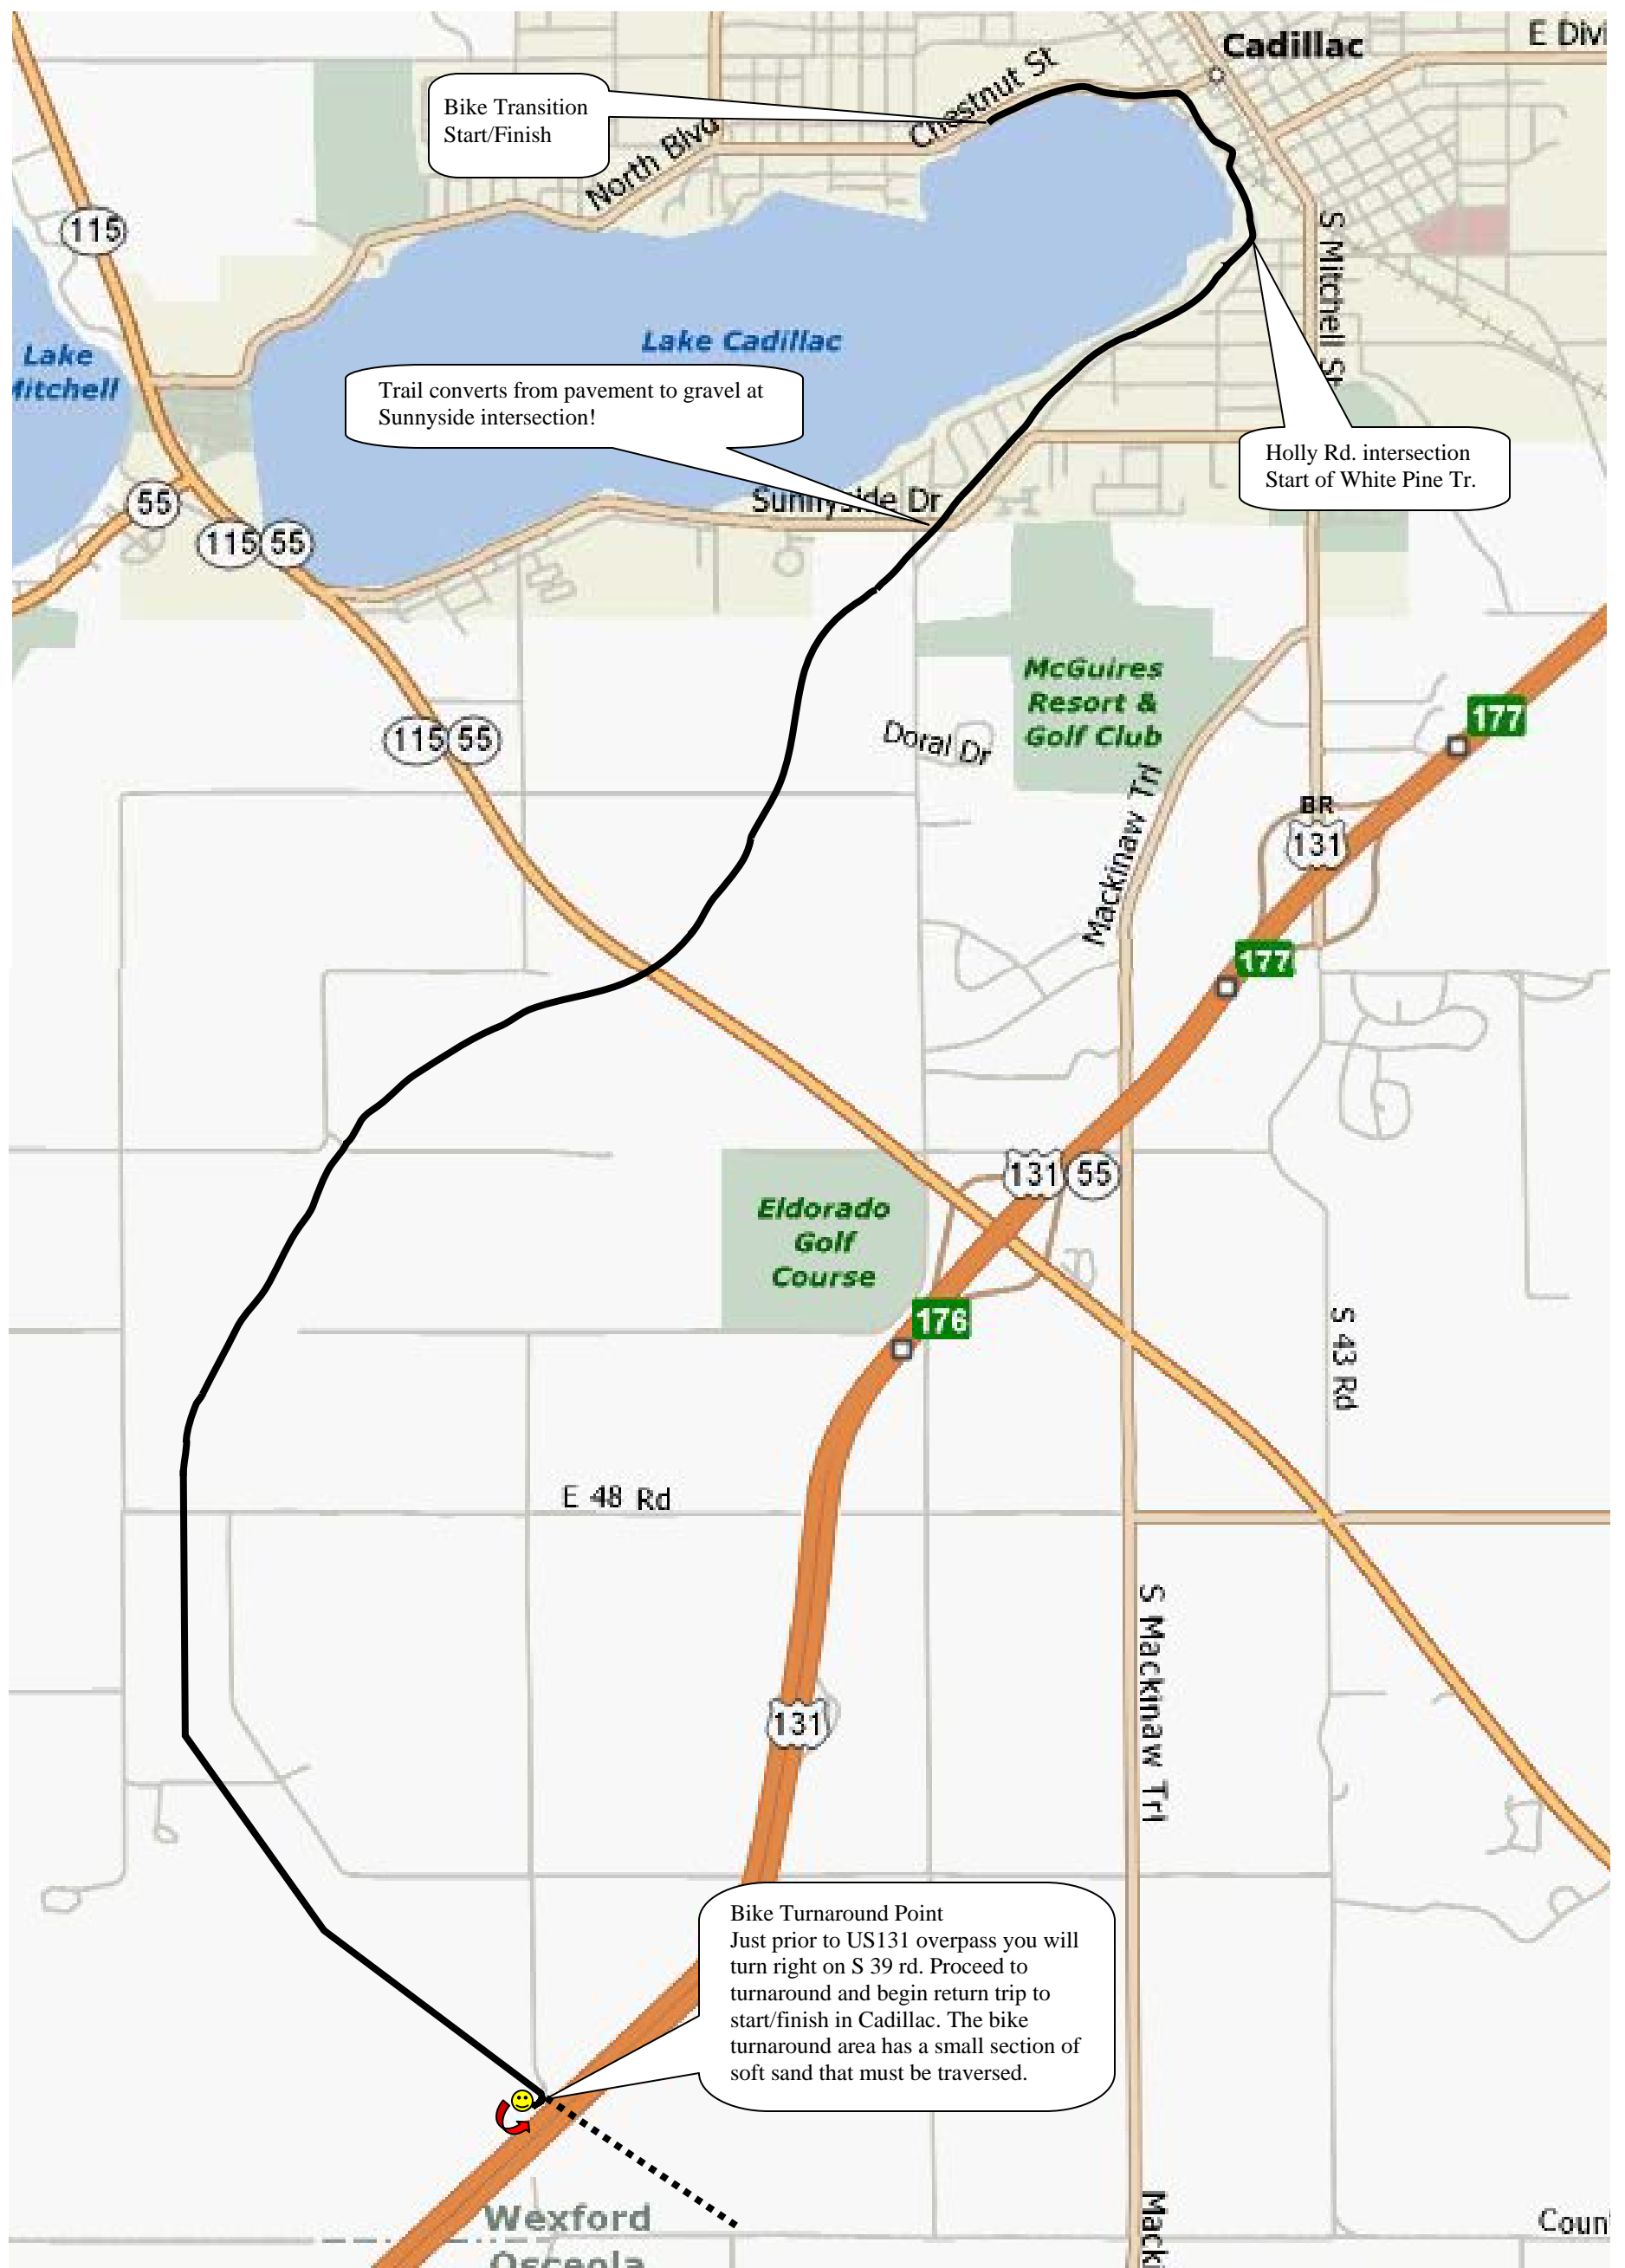 Cadillac
E Divi
Bike Transition
Start/Finish
Chestnut St
North Blvd
115
S Mitchell St
Lake Cadillac
Lake
Mitchell
Trail converts from pavement to gravel at
Sunnyside intersection!
Holly Rd. intersection
Start of White Pine Tr.
Sunnyside Dr
55
115
55
McGuires
Resort &
Golf Club
177
Doral Dr
115
55
Mackinaw Trl
BR
131
177
131
55
Eldorado
Golf
Course
176
S 43 Rd
E 48 Rd
S Mackinaw Trl
131
Bike Turnaround Point
Just prior to US131 overpass you will
turn right on S 39 rd. Proceed to
turnaround and begin return trip to
start/finish in Cadillac. The bike
turnaround area has a small section of
soft sand that must be traversed.
Wexford
Osceola
Mack
Coun